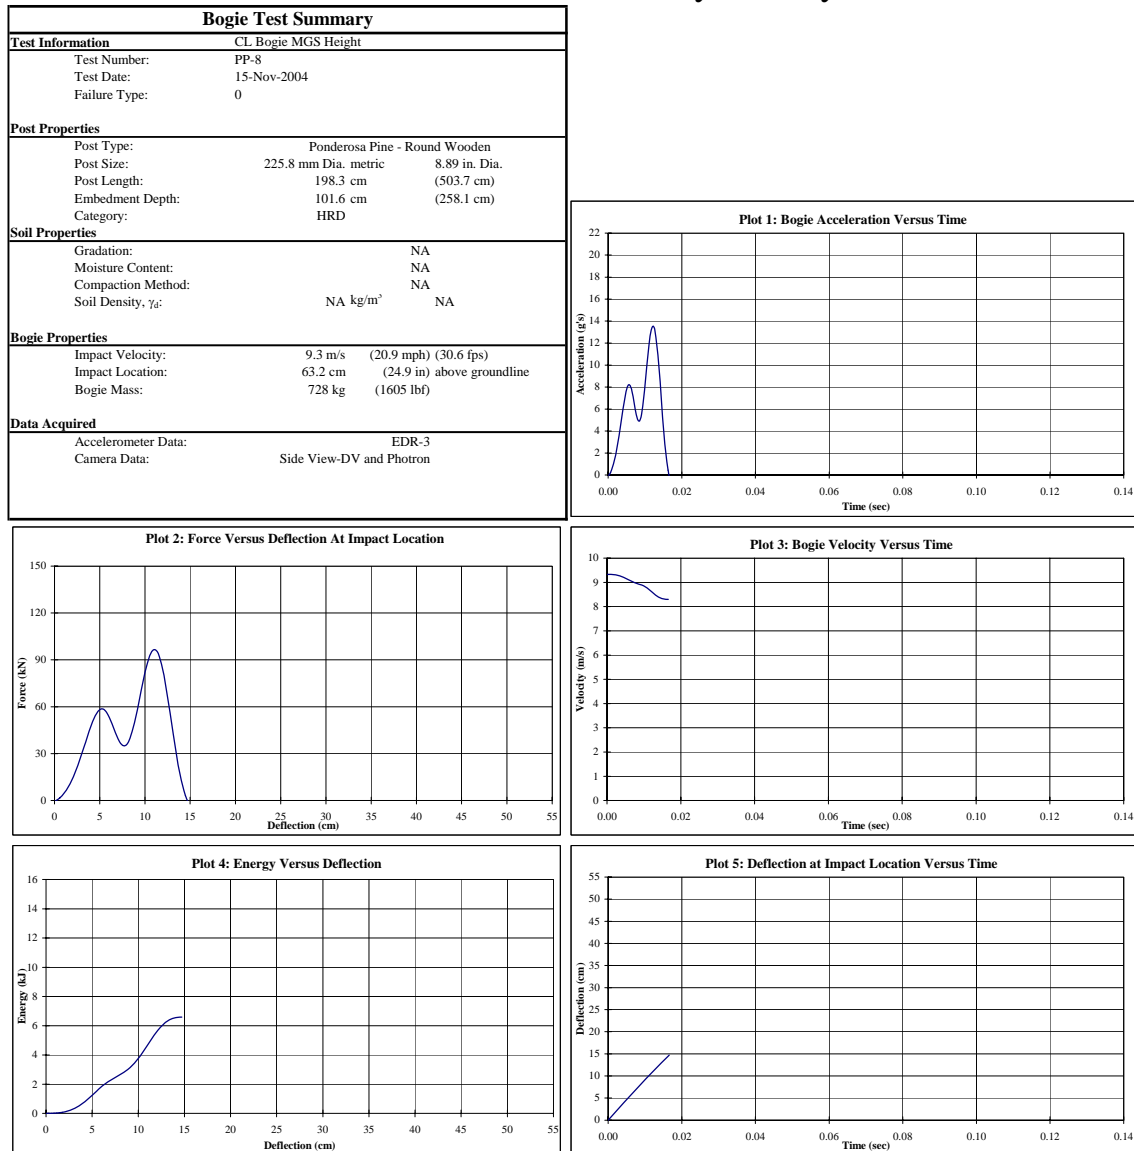 Bogie Test Summary
Test Information CL Bogie MGS Height
Test Number: PP-8
Test Date: 15-Nov-2004
Failure Type: 0
Post Properties
Post Type: Ponderosa Pine - Round Wooden
Post Size: 225.8 mm Dia. metric 8.89 in. Dia.
Post Length: 198.3 cm (503.7 cm)
Embedment Depth: 101.6 cm (258.1 cm)
Category: HRD
Soil Properties
Gradation: NA
Moisture Content: NA
Compaction Method: NA
Soil Density, γd: NA kg/m³ NA
Bogie Properties
Impact Velocity: 9.3 m/s (20.9 mph) (30.6 fps)
Impact Location: 63.2 cm (24.9 in) above groundline
Bogie Mass: 728 kg (1605 lbf)
Data Acquired
Accelerometer Data: EDR-3
Camera Data: Side View-DV and Photron
Plot 1: Bogie Acceleration Versus Time
22
20
18
16
14
12
10
8
6
4
2
0
Acceleration (g's)
0.00 0.02 0.04 0.06 0.08 0.10 0.12 0.14
Time (sec)
Plot 2: Force Versus Deflection At Impact Location
150
120
90
60
30
0
Force (kN)
0 5 10 15 20 25 30 35 40 45 50 55
Deflection (cm)
Plot 3: Bogie Velocity Versus Time
10
9
8
7
6
5
4
3
2
1
0
Velocity (m/s)
0.00 0.02 0.04 0.06 0.08 0.10 0.12 0.14
Time (sec)
Plot 4: Energy Versus Deflection
16
14
12
10
8
6
4
2
0
Energy (kJ)
0 5 10 15 20 25 30 35 40 45 50 55
Deflection (cm)
Plot 5: Deflection at Impact Location Versus Time
55
50
45
40
35
30
25
20
15
10
5
0
Deflection (cm)
0.00 0.02 0.04 0.06 0.08 0.10 0.12 0.14
Time (sec)